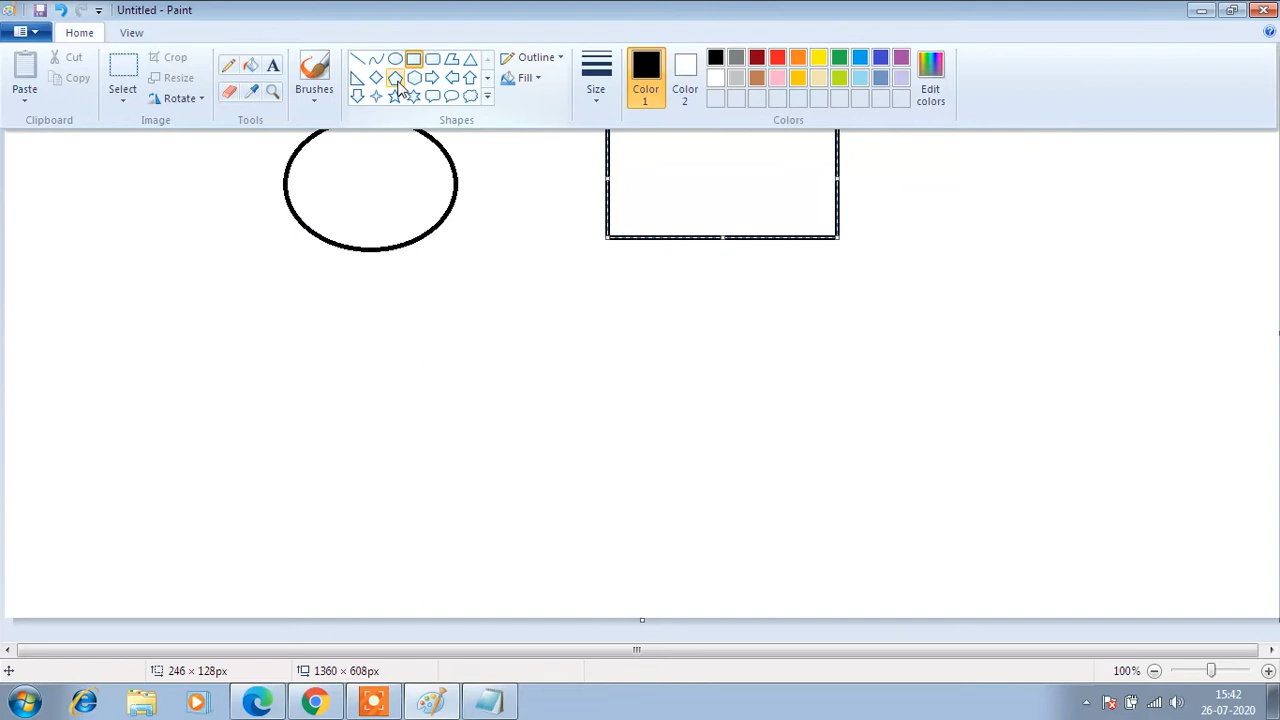 Untitled - Paint
Home View
Paste
Cut
Copy
Clipboard
Select
Crop
Resize
Rotate
Image
A
Tools
Brushes
Outline
Fill
Shapes
Size
Color 1
Color 2
Edit colors
Colors
246 × 128px
1360 × 608px
100%
15:42
26-07-2020